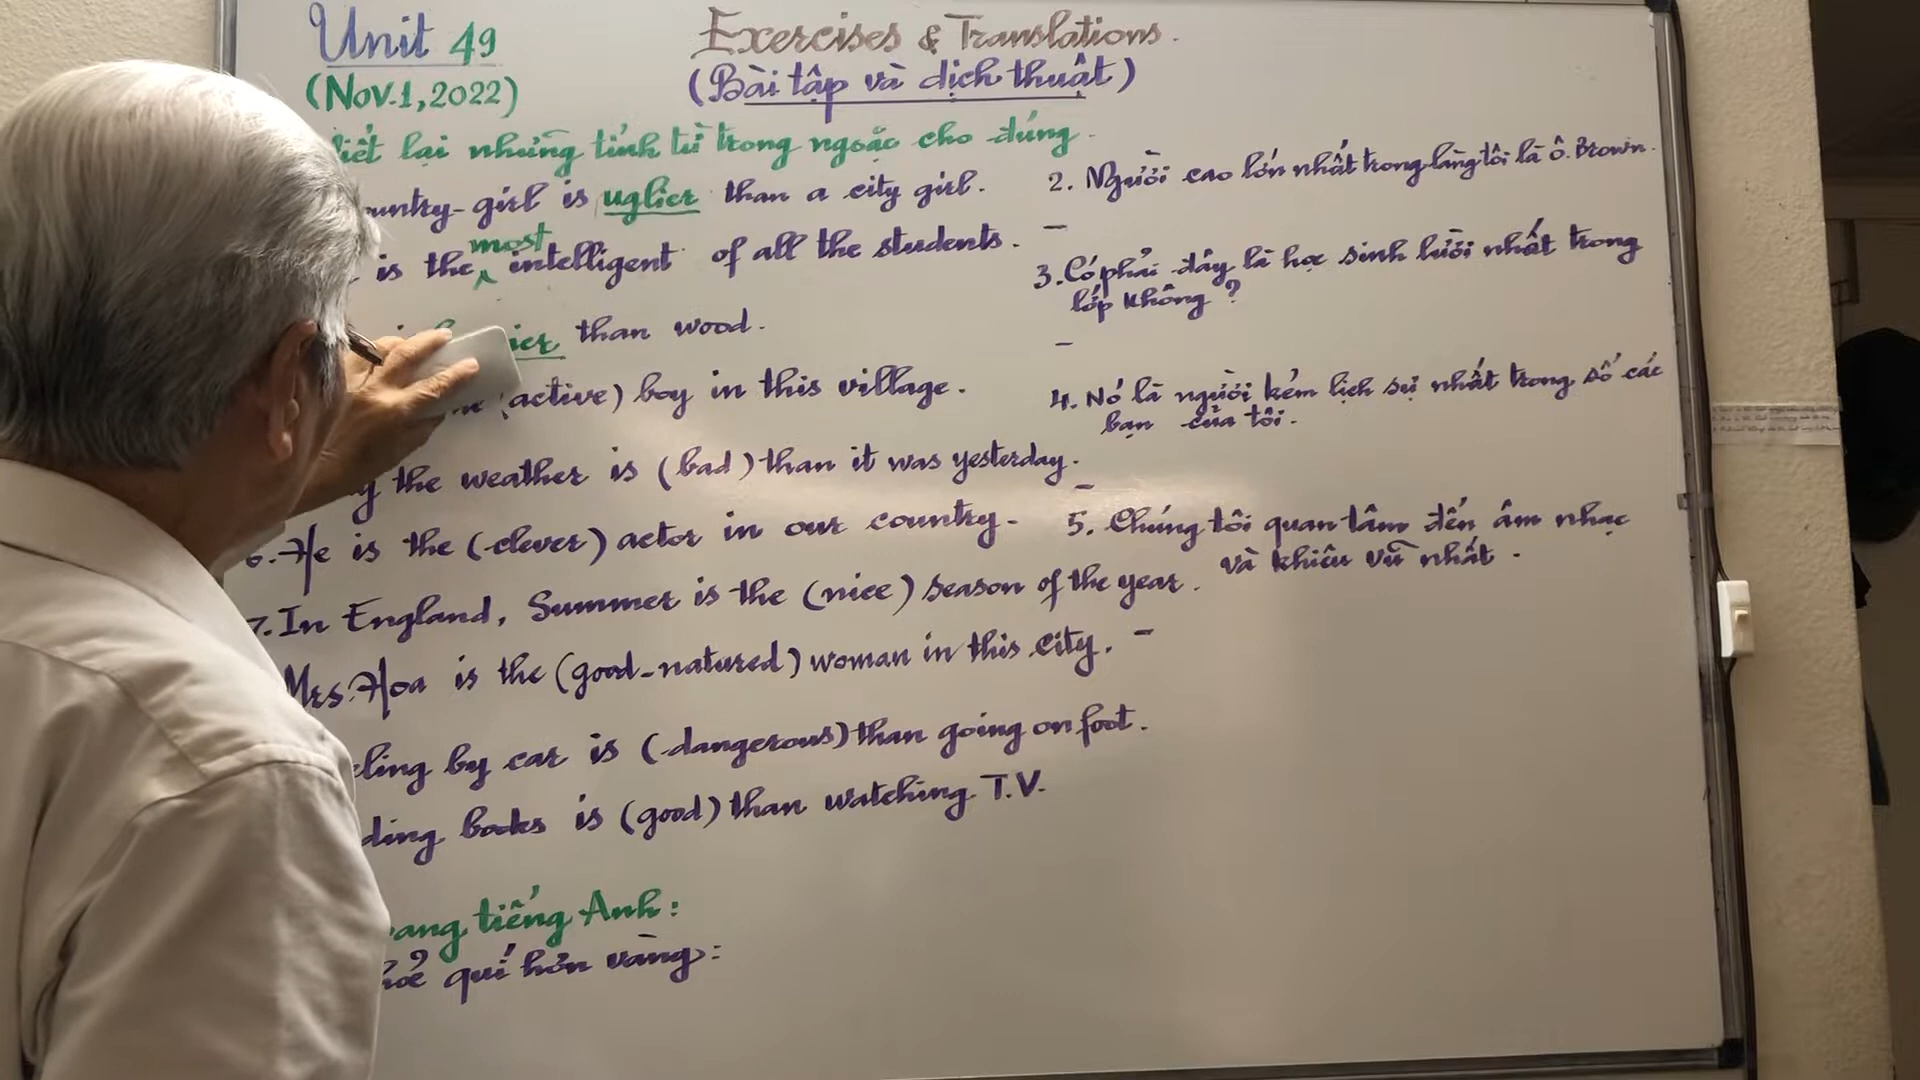 Unit 49
(Nov.1, 2022)
Exercises & Translations.
(Bài tập và dịch thuật)
lại những tính từ trong ngoặc cho đúng.
girl is uglier than a city girl.
is the most intelligent of all the students.
than wood.
(active) boy in this village.
the weather is (bad) than it was yesterday.
6. He is the (clever) actor in our country.
7. In England, Summer is the (nice) season of the year.
Mrs. Hoa is the (good-natured) woman in this city.
by car is (dangerous) than going on foot.
books is (good) than watching T.V.
tiếng Anh:
quí hơn vàng:
2. Người cao lớn nhất trong làng tôi là ô. Brown.
-
3. Có phải đây là học sinh lười nhất trong
lớp không?
-
4. Nó là người kém lịch sự nhất trong số các
bạn của tôi.
-
5. Chúng tôi quan tâm đến âm nhạc
và khiêu vũ nhất.
-